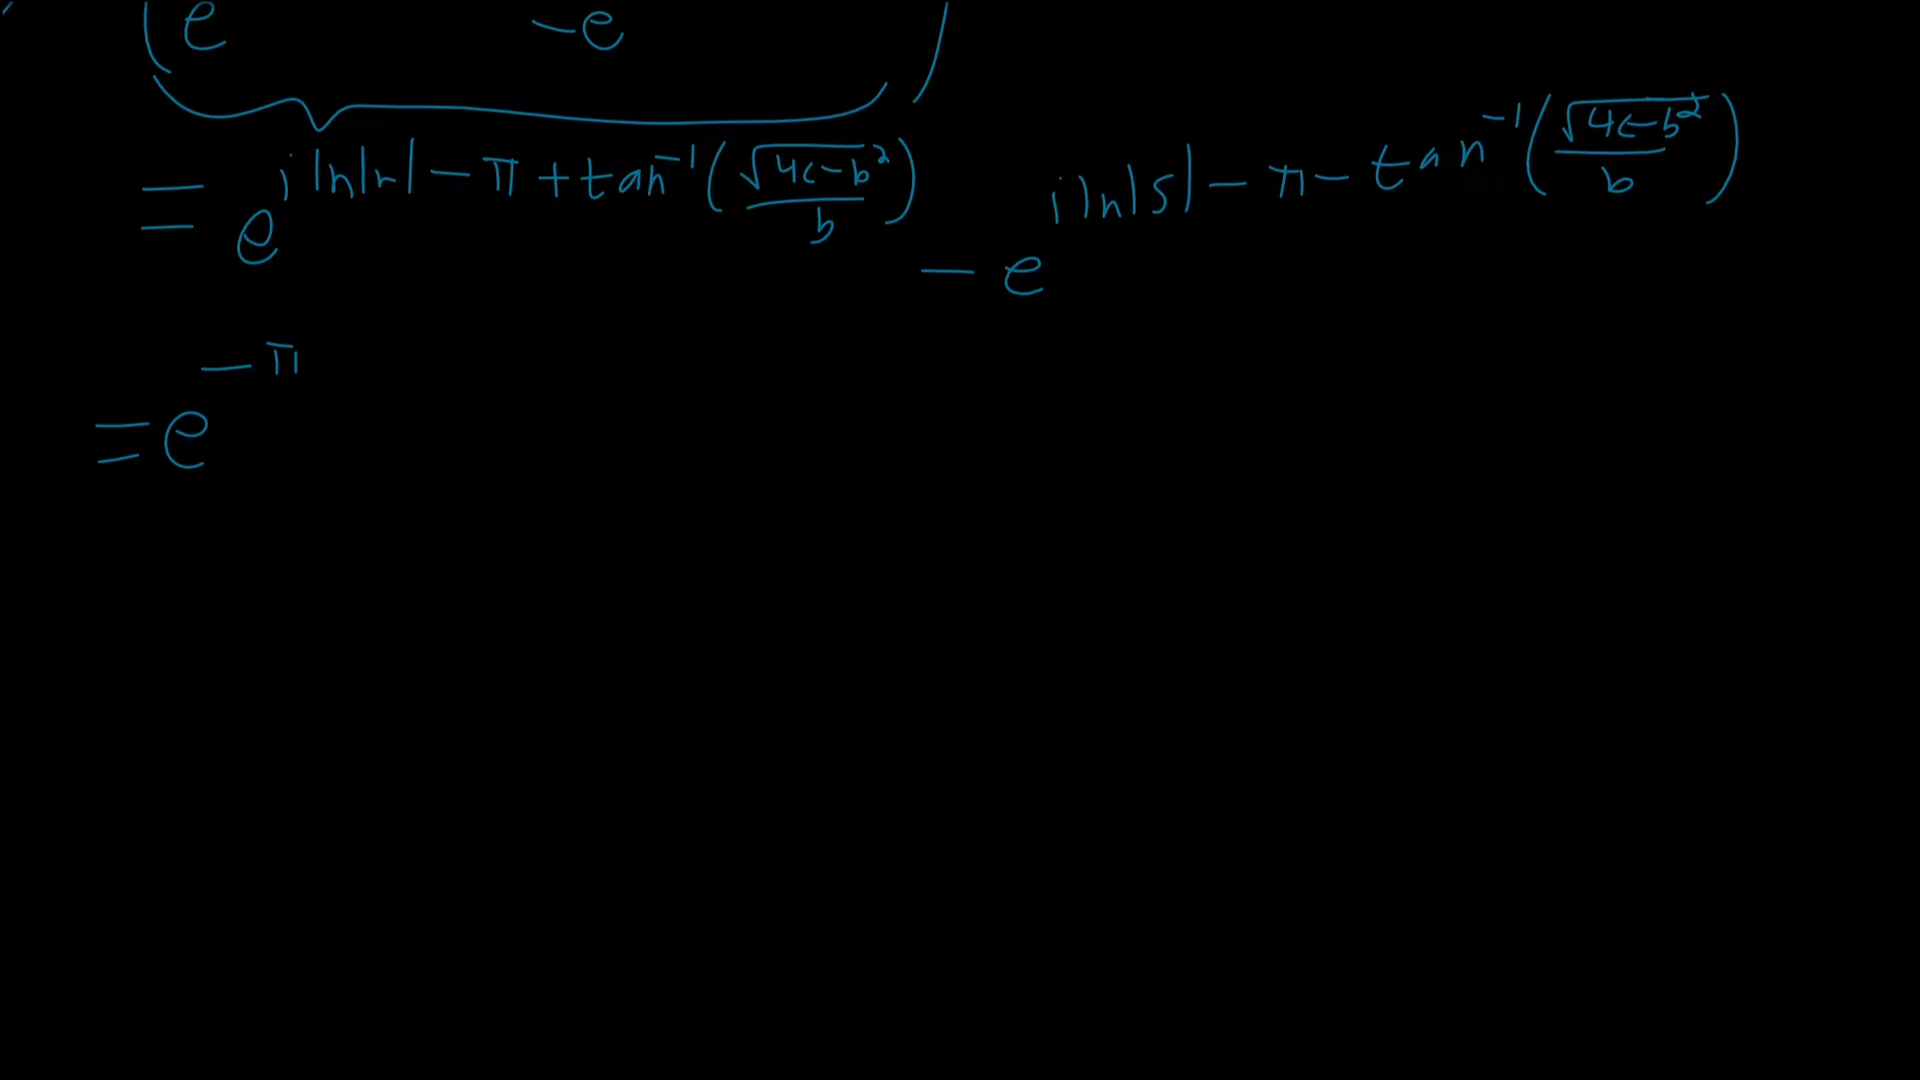 (e -e)
= e^{i ln|r| - π + tan^{-1}(√(4c-b²)/b)} - e^{i ln|s| - π - tan^{-1}(√(4c-b²)/b)}
= e^{-π}